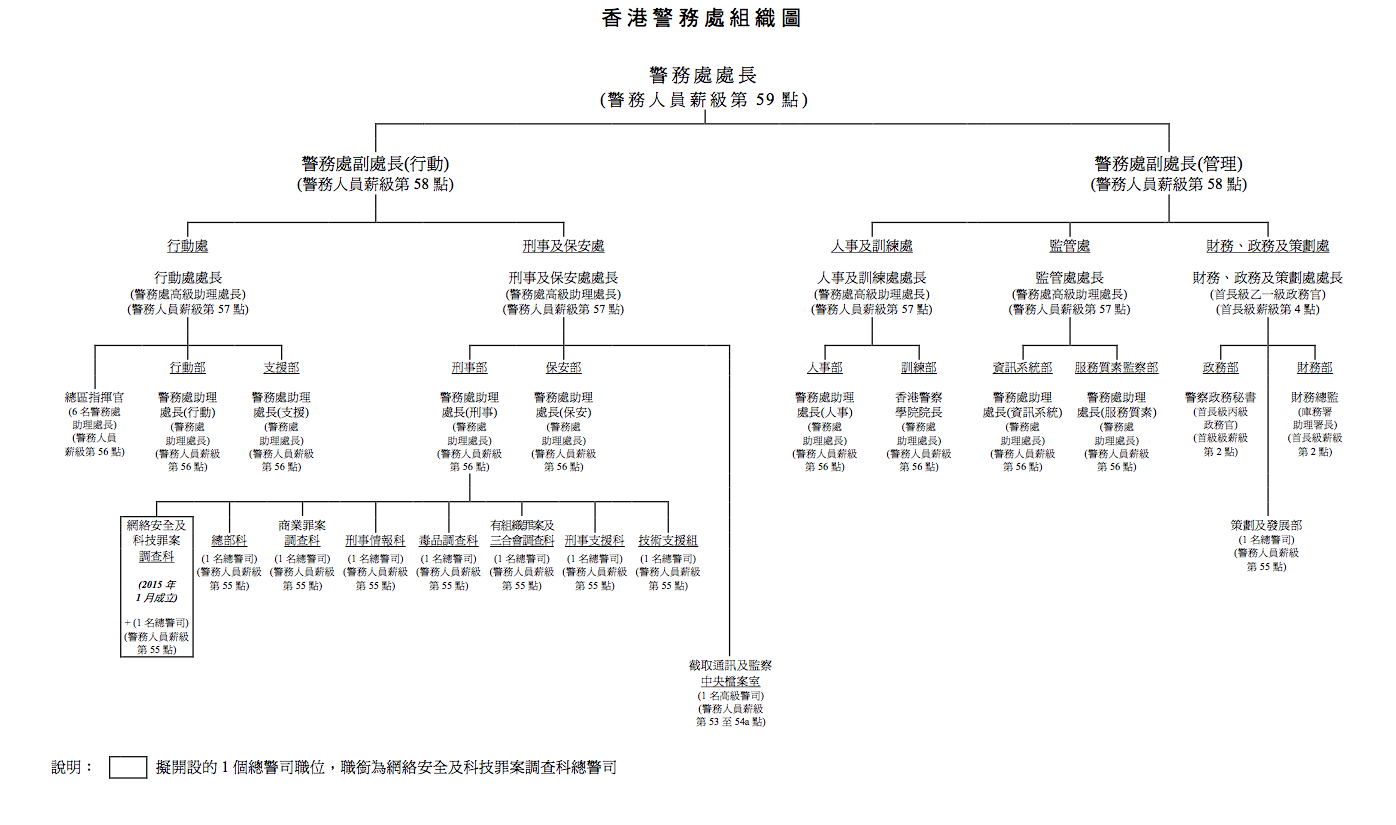 香港警務處組織圖
警務處處長
(警務人員薪級第 59 點)
警務處副處長(行動)
(警務人員薪級第 58 點)
警務處副處長(管理)
(警務人員薪級第 58 點)
行動處
行動處處長
(警務處高級助理處長)
(警務人員薪級第 57 點)
刑事及保安處
刑事及保安處處長
(警務處高級助理處長)
(警務人員薪級第 57 點)
人事及訓練處
人事及訓練處處長
(警務處高級助理處長)
(警務人員薪級第 57 點)
監管處
監管處處長
(警務處高級助理處長)
(警務人員薪級第 57 點)
財務、政務及策劃處
財務、政務及策劃處處長
(首長級乙一級政務官)
(首長級薪級第 4 點)
總區指揮官
(6 名警務處
助理處長)
(警務人員
薪級第 56 點)
行動部
警務處助理
處長(行動)
(警務處
助理處長)
(警務人員薪級
第 56 點)
支援部
警務處助理
處長(支援)
(警務處
助理處長)
(警務人員薪級
第 56 點)
刑事部
警務處助理
處長(刑事)
(警務處
助理處長)
(警務人員薪級
第 56 點)
保安部
警務處助理
處長(保安)
(警務處
助理處長)
(警務人員薪級
第 56 點)
人事部
警務處助理
處長(人事)
(警務處
助理處長)
(警務人員薪級
第 56 點)
訓練部
香港警察
學院院長
(警務處
助理處長)
(警務人員薪級
第 56 點)
資訊系統部
警務處助理
處長(資訊系統)
(警務處
助理處長)
(警務人員薪級
第 56 點)
服務質素監察部
警務處助理
處長(服務質素)
(警務處
助理處長)
(警務人員薪級
第 56 點)
政務部
警察政務秘書
(首長級丙級
政務官)
(首級級薪級
第 2 點)
財務部
財務總監
(庫務署
助理署長)
(首長級薪級
第 2 點)
網絡安全及
科技罪案
調查科
(2015 年
1 月成立)
+ (1 名總警司)
(警務人員薪級
第 55 點)
總部科
(1 名總警司)
(警務人員薪級
第 55 點)
商業罪案
調查科
(1 名總警司)
(警務人員薪級
第 55 點)
刑事情報科
(1 名總警司)
(警務人員薪級
第 55 點)
毒品調查科
(1 名總警司)
(警務人員薪級
第 55 點)
有組織罪案及
三合會調查科
(1 名總警司)
(警務人員薪級
第 55 點)
刑事支援科
(1 名總警司)
(警務人員薪級
第 55 點)
技術支援組
(1 名總警司)
(警務人員薪級
第 55 點)
策劃及發展部
(1 名總警司)
(警務人員薪級
第 55 點)
截取通訊及監察
中央檔案室
(1 名高級警司)
(警務人員薪級
第 53 至 54a 點)
說明： 擬開設的 1 個總警司職位，職銜為網絡安全及科技罪案調查科總警司